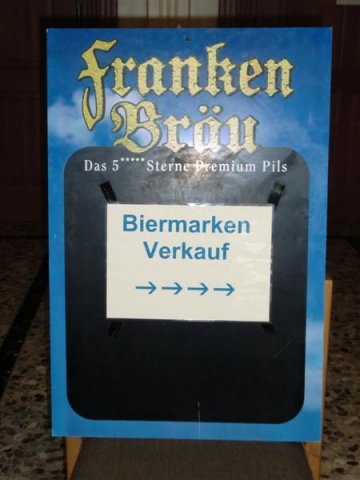 Franken
Bräu
Das 5***** Sterne Premium Pils
Biermarken
Verkauf
→→→→